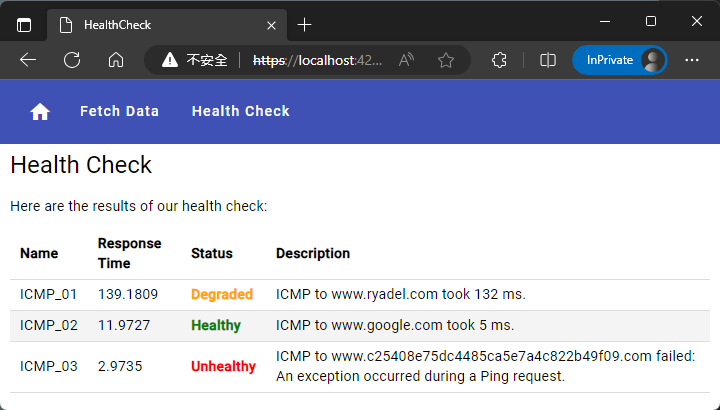 HealthCheck
不安全 https://localhost:42... InPrivate
Fetch Data Health Check
Health Check
Here are the results of our health check:
Name Response Time Status Description
ICMP_01 139.1809 Degraded ICMP to www.ryadel.com took 132 ms.
ICMP_02 11.9727 Healthy ICMP to www.google.com took 5 ms.
ICMP_03 2.9735 Unhealthy ICMP to www.c25408e75dc4485ca5e7a4c822b49f09.com failed:
An exception occurred during a Ping request.